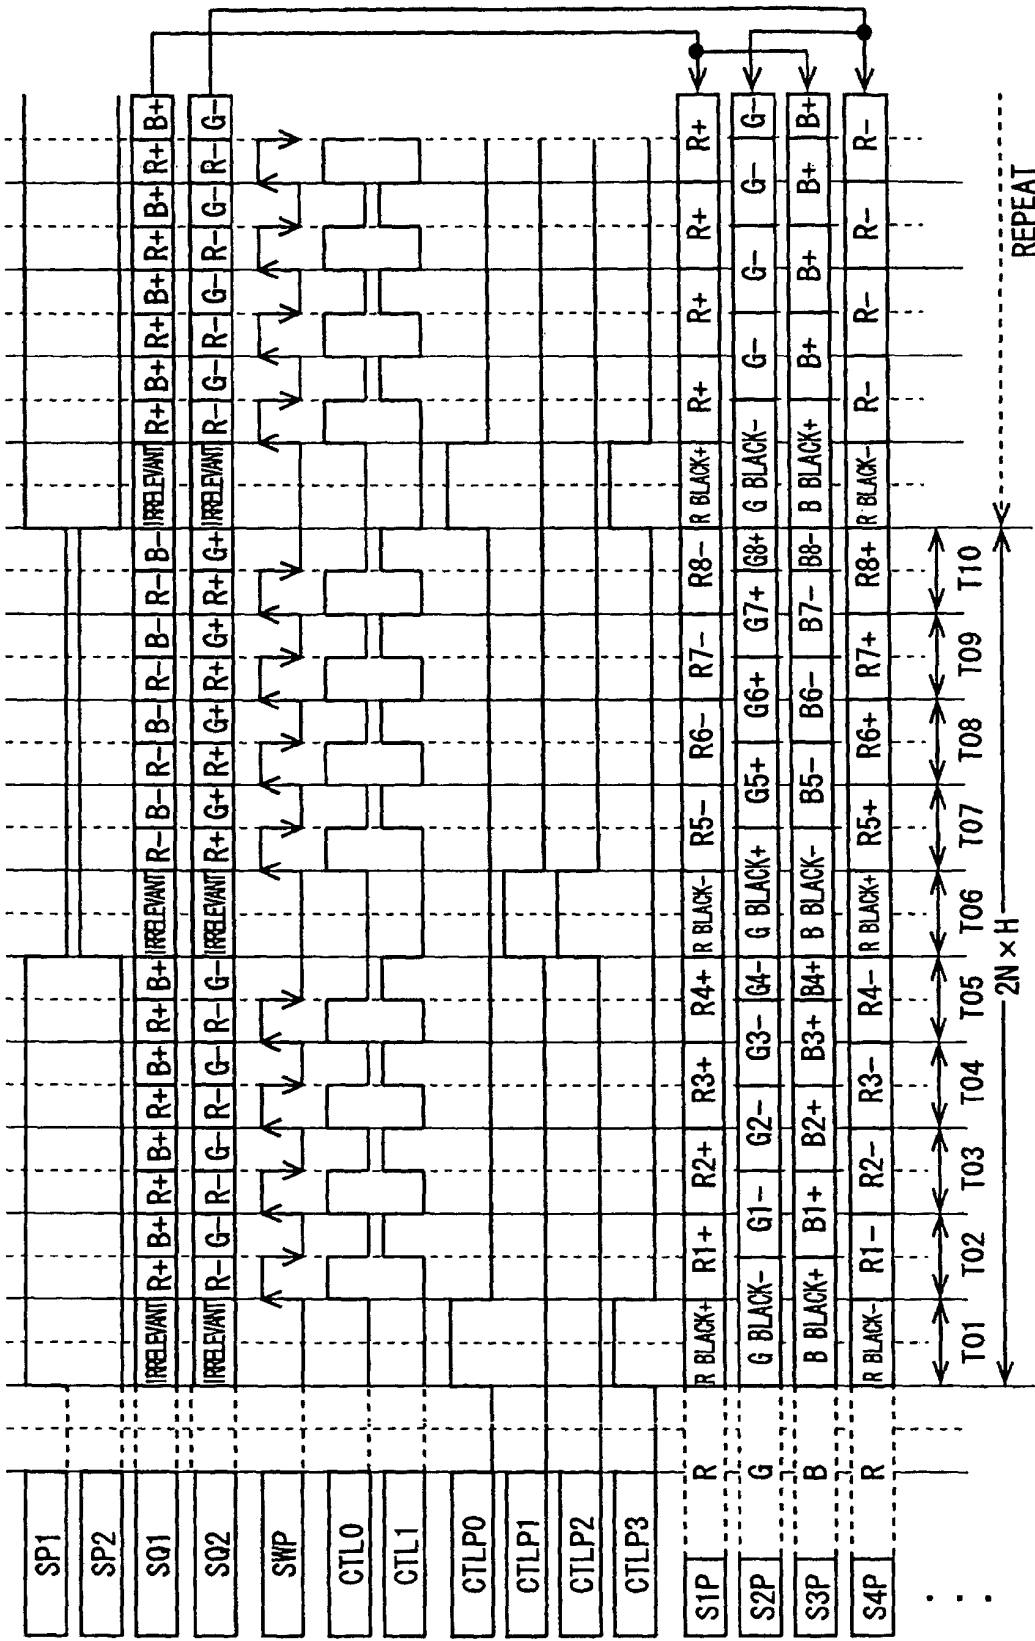 SP1
SP2
SQ1 IRRELEVANT R+ B+ R+ B+ R+ B+ R+ B+ IRRELEVANT R- B- R- B- R- B- R- B- IRRELEVANT R+ B+ R+ B+ R+ B+ R+ B+
SQ2 IRRELEVANT R- G- R- G- R- G- R- G- IRRELEVANT R+ G+ R+ G+ R+ G+ R+ G+ IRRELEVANT R- G- R- G- R- G- R- G-
SWP
CTL0
CTL1
CTLP0
CTLP1
CTLP2
CTLP3
S1P R R BLACK+ R1+ R2+ R3+ R4+ R BLACK- R5- R6- R7- R8- R BLACK+ R+ R+ R+ R+
S2P G G BLACK- G1- G2- G3- G4- G BLACK+ G5+ G6+ G7+ G8+ G BLACK- G- G- G- G-
S3P B B BLACK+ B1+ B2+ B3+ B4+ B BLACK- B5- B6- B7- B8- B BLACK+ B+ B+ B+ B+
S4P R R BLACK- R1- R2- R3- R4- R BLACK+ R5+ R6+ R7+ R8+ R BLACK- R- R- R- R-
T01 T02 T03 T04 T05 T06 T07 T08 T09 T10
2N×H
REPEAT
. . .